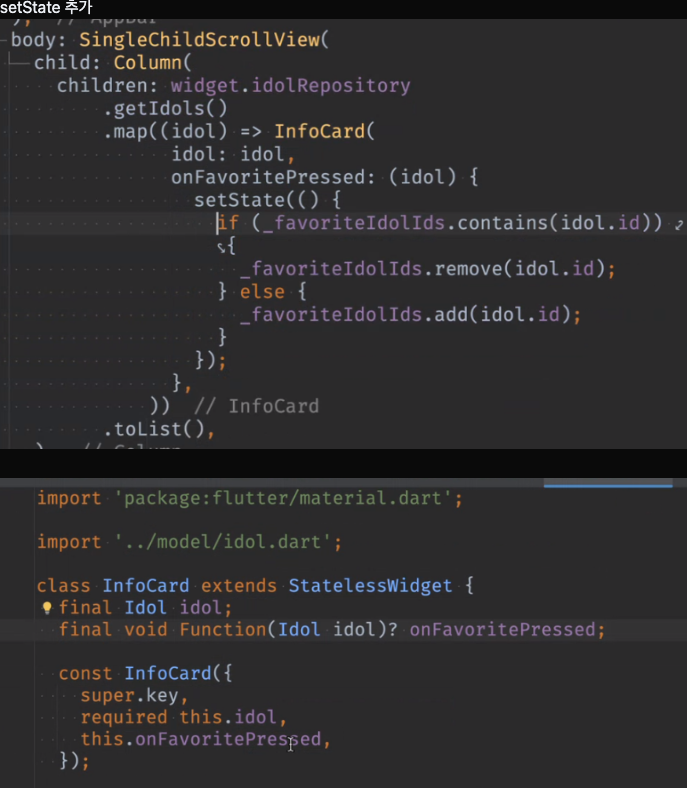 setState 추가
), // AppBar
body: SingleChildScrollView(
child: Column(
children: widget.idolRepository
.getIdols()
.map((idol) => InfoCard(
idol: idol,
onFavoritePressed: (idol) {
setState(() {
if (_favoriteIdolIds.contains(idol.id))
{
_favoriteIdolIds.remove(idol.id);
} else {
_favoriteIdolIds.add(idol.id);
}
});
},
)) // InfoCard
.toList(),
) // Column
import 'package:flutter/material.dart';
import '../model/idol.dart';
class InfoCard extends StatelessWidget {
final Idol idol;
final void Function(Idol idol)? onFavoritePressed;
const InfoCard({
super.key,
required this.idol,
this.onFavoritePressed,
});